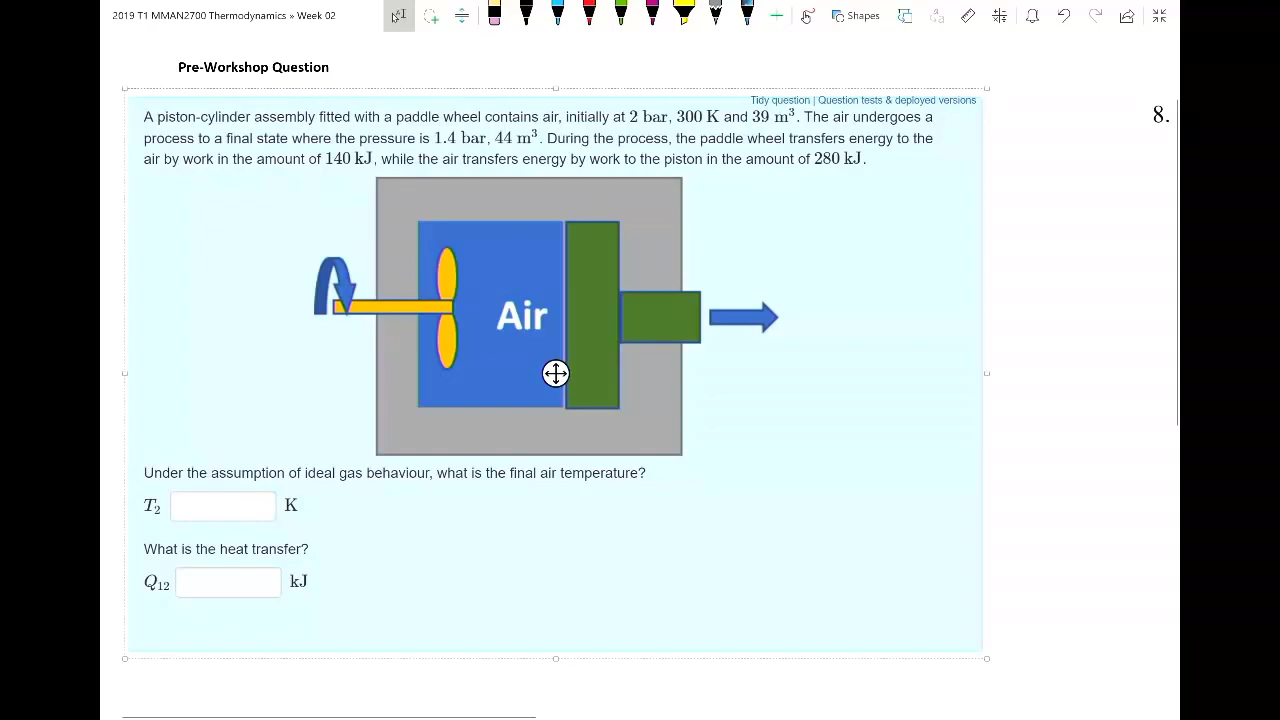 2019 T1 MMAN2700 Thermodynamics » Week 02
Shapes
Pre-Workshop Question
Tidy question | Question tests & deployed versions
A piston-cylinder assembly fitted with a paddle wheel contains air, initially at 2 bar, 300 K and 39 m³. The air undergoes a
process to a final state where the pressure is 1.4 bar, 44 m³. During the process, the paddle wheel transfers energy to the
air by work in the amount of 140 kJ, while the air transfers energy by work to the piston in the amount of 280 kJ.
8.
Air
Under the assumption of ideal gas behaviour, what is the final air temperature?
T₂ K
What is the heat transfer?
Q₁₂ kJ